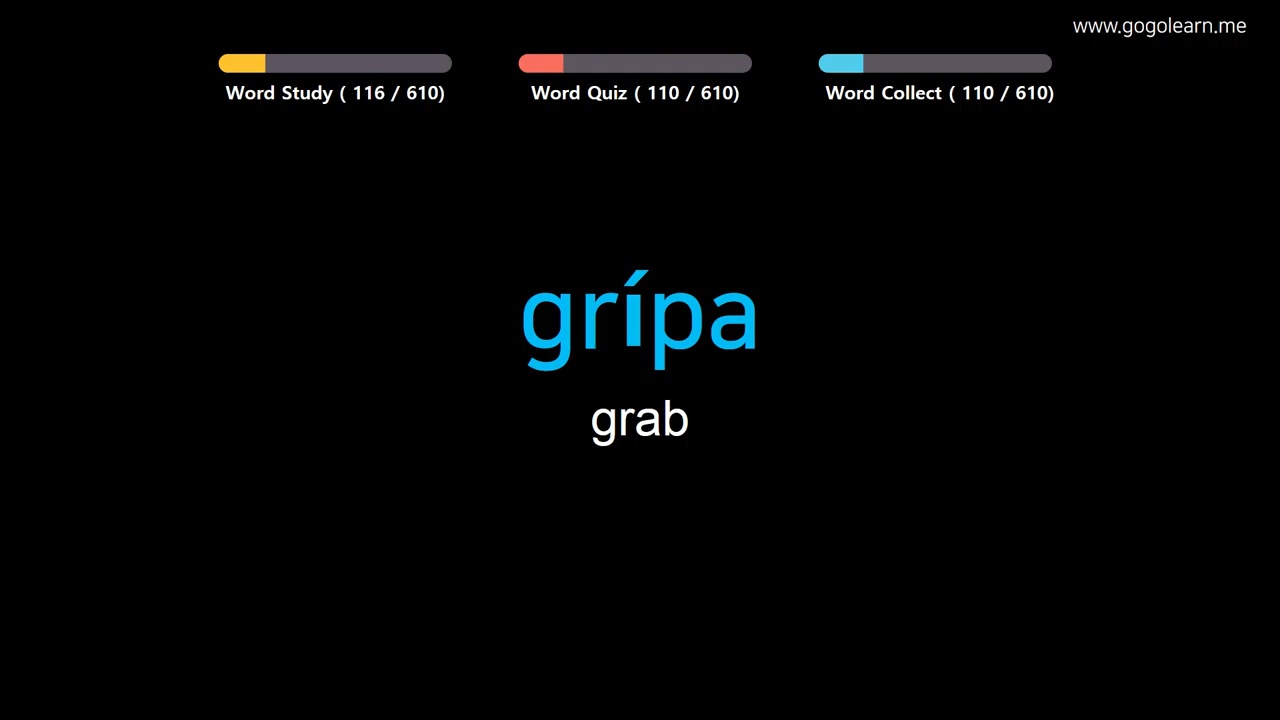 www.gogolearn.me
Word Study ( 116 / 610)
Word Quiz ( 110 / 610)
Word Collect ( 110 / 610)
grípa
grab